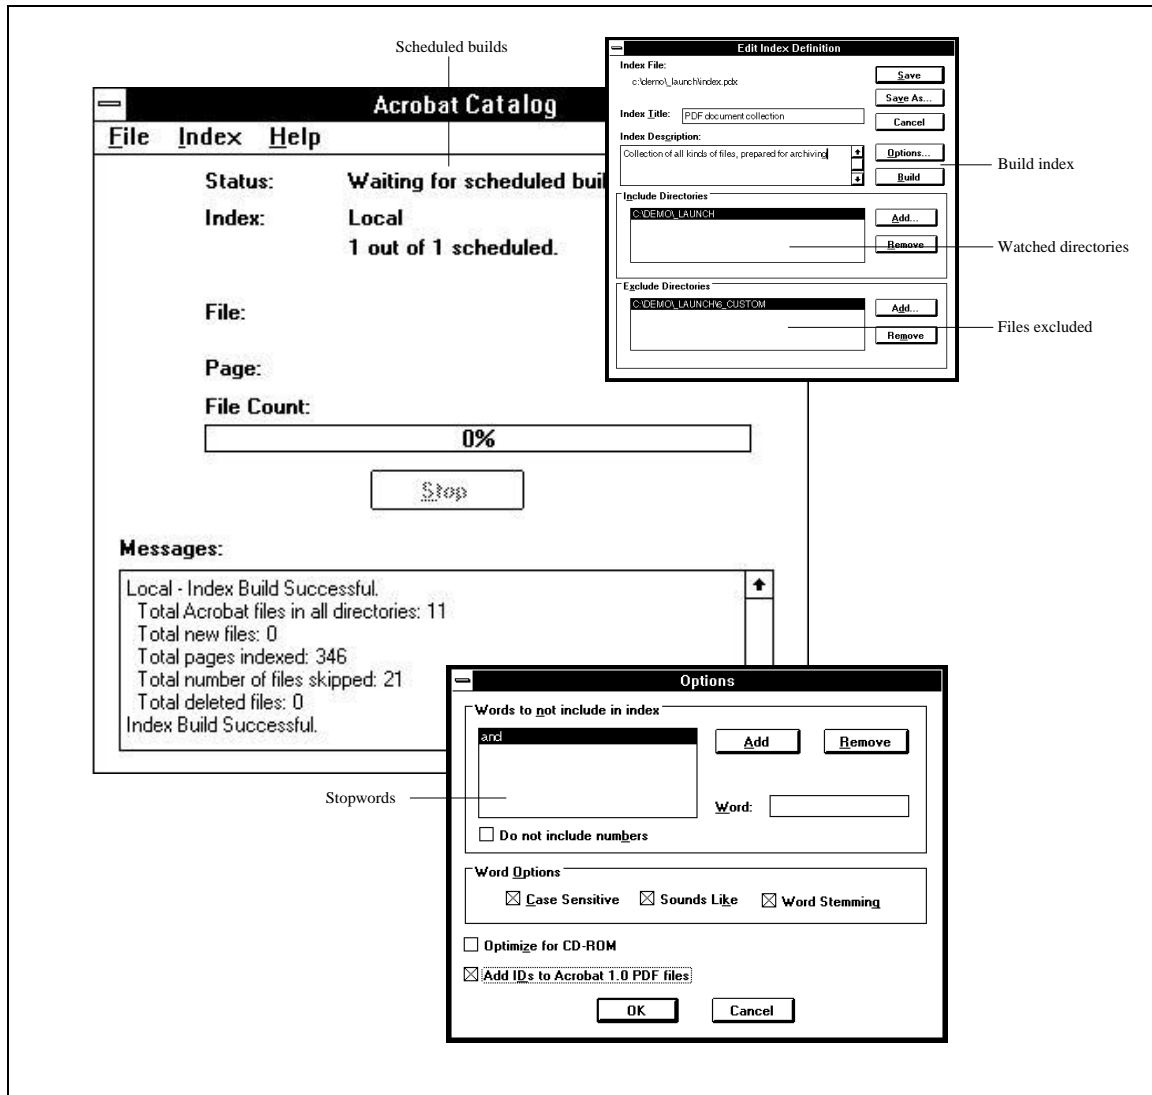 Scheduled builds
Acrobat Catalog
File Index Help
Status: Waiting for scheduled buil
Index: Local
1 out of 1 scheduled.
File:
Page:
File Count:
0%
Stop
Messages:
Local - Index Build Successful.
Total Acrobat files in all directories: 11
Total new files: 0
Total pages indexed: 346
Total number of files skipped: 21
Total deleted files: 0
Index Build Successful.
Edit Index Definition
Index File:
c:\demo\_launch\index.pdx
Save
Save As...
Index Title: PDF document collection
Cancel
Index Description:
Collection of all kinds of files, prepared for archiving
Options...
Build
Build index
Include Directories
C:\DEMO\_LAUNCH
Add...
Remove
Watched directories
Exclude Directories
C:\DEMO\_LAUNCH\6_CUSTOM
Add...
Remove
Files excluded
Options
Words to not include in index
and
Add Remove
Stopwords
Word:
Do not include numbers
Word Options
Case Sensitive Sounds Like Word Stemming
Optimize for CD-ROM
Add IDs to Acrobat 1.0 PDF files
OK Cancel